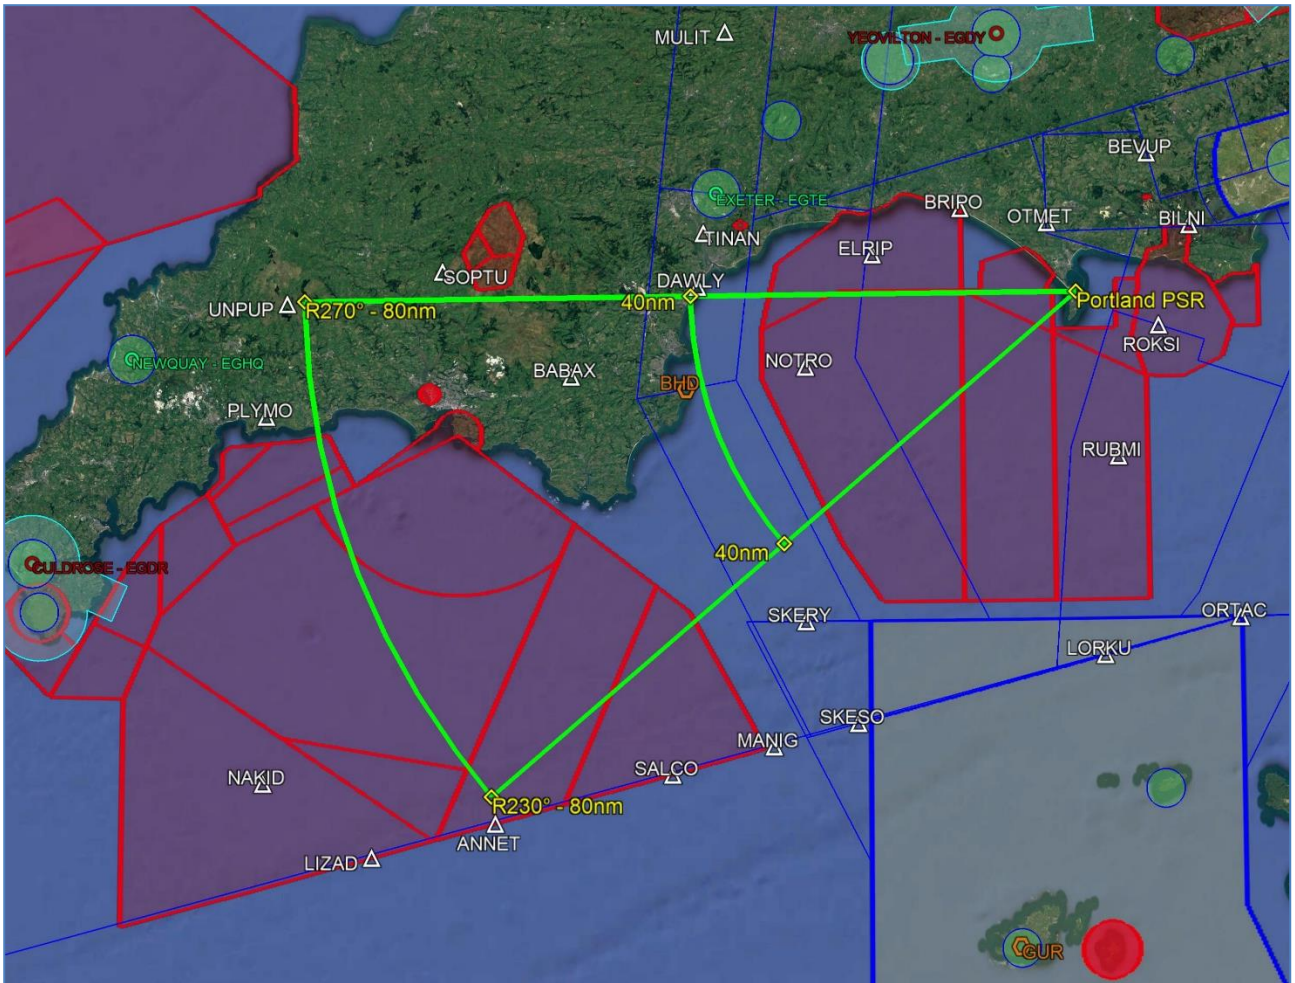 MULIT
YEOVILTON - EGDY
BEVUP
EXETER - EGTE
BRIPO
OTMET
BILNI
TINAN
ELRIP
SOPTU
DAWLY
UNPUP
R270° - 80nm
40nm
Portland PSR
ROKSI
NEWQUAY - EGHQ
NOTRO
BABAX
BHD
PLYMO
RUBMI
40nm
CULDROSE - EGDR
SKERY
ORTAC
LORKU
SKESO
MANIG
SALCO
NAKID
R230° - 80nm
ANNET
LIZAD
GUR